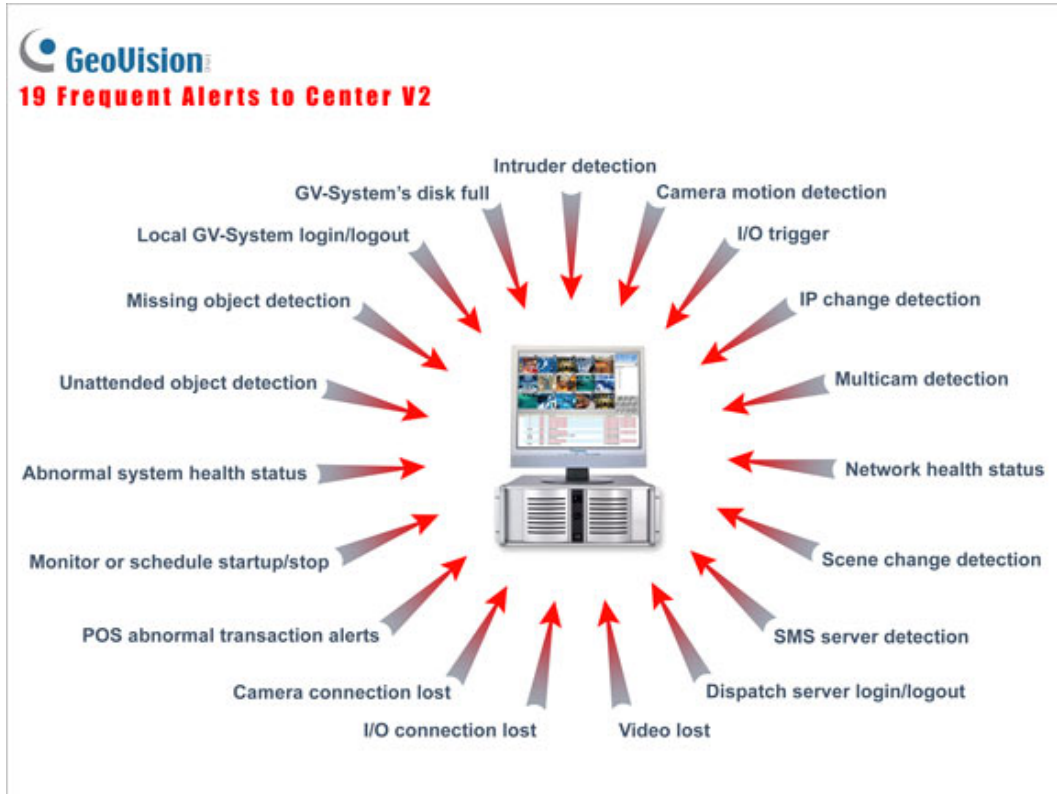 GeoVision
19 Frequent Alerts to Center V2
Intruder detection
GV-System's disk full
Camera motion detection
Local GV-System login/logout
I/O trigger
Missing object detection
IP change detection
Unattended object detection
Multicam detection
Abnormal system health status
Network health status
Monitor or schedule startup/stop
Scene change detection
POS abnormal transaction alerts
SMS server detection
Camera connection lost
Dispatch server login/logout
I/O connection lost
Video lost